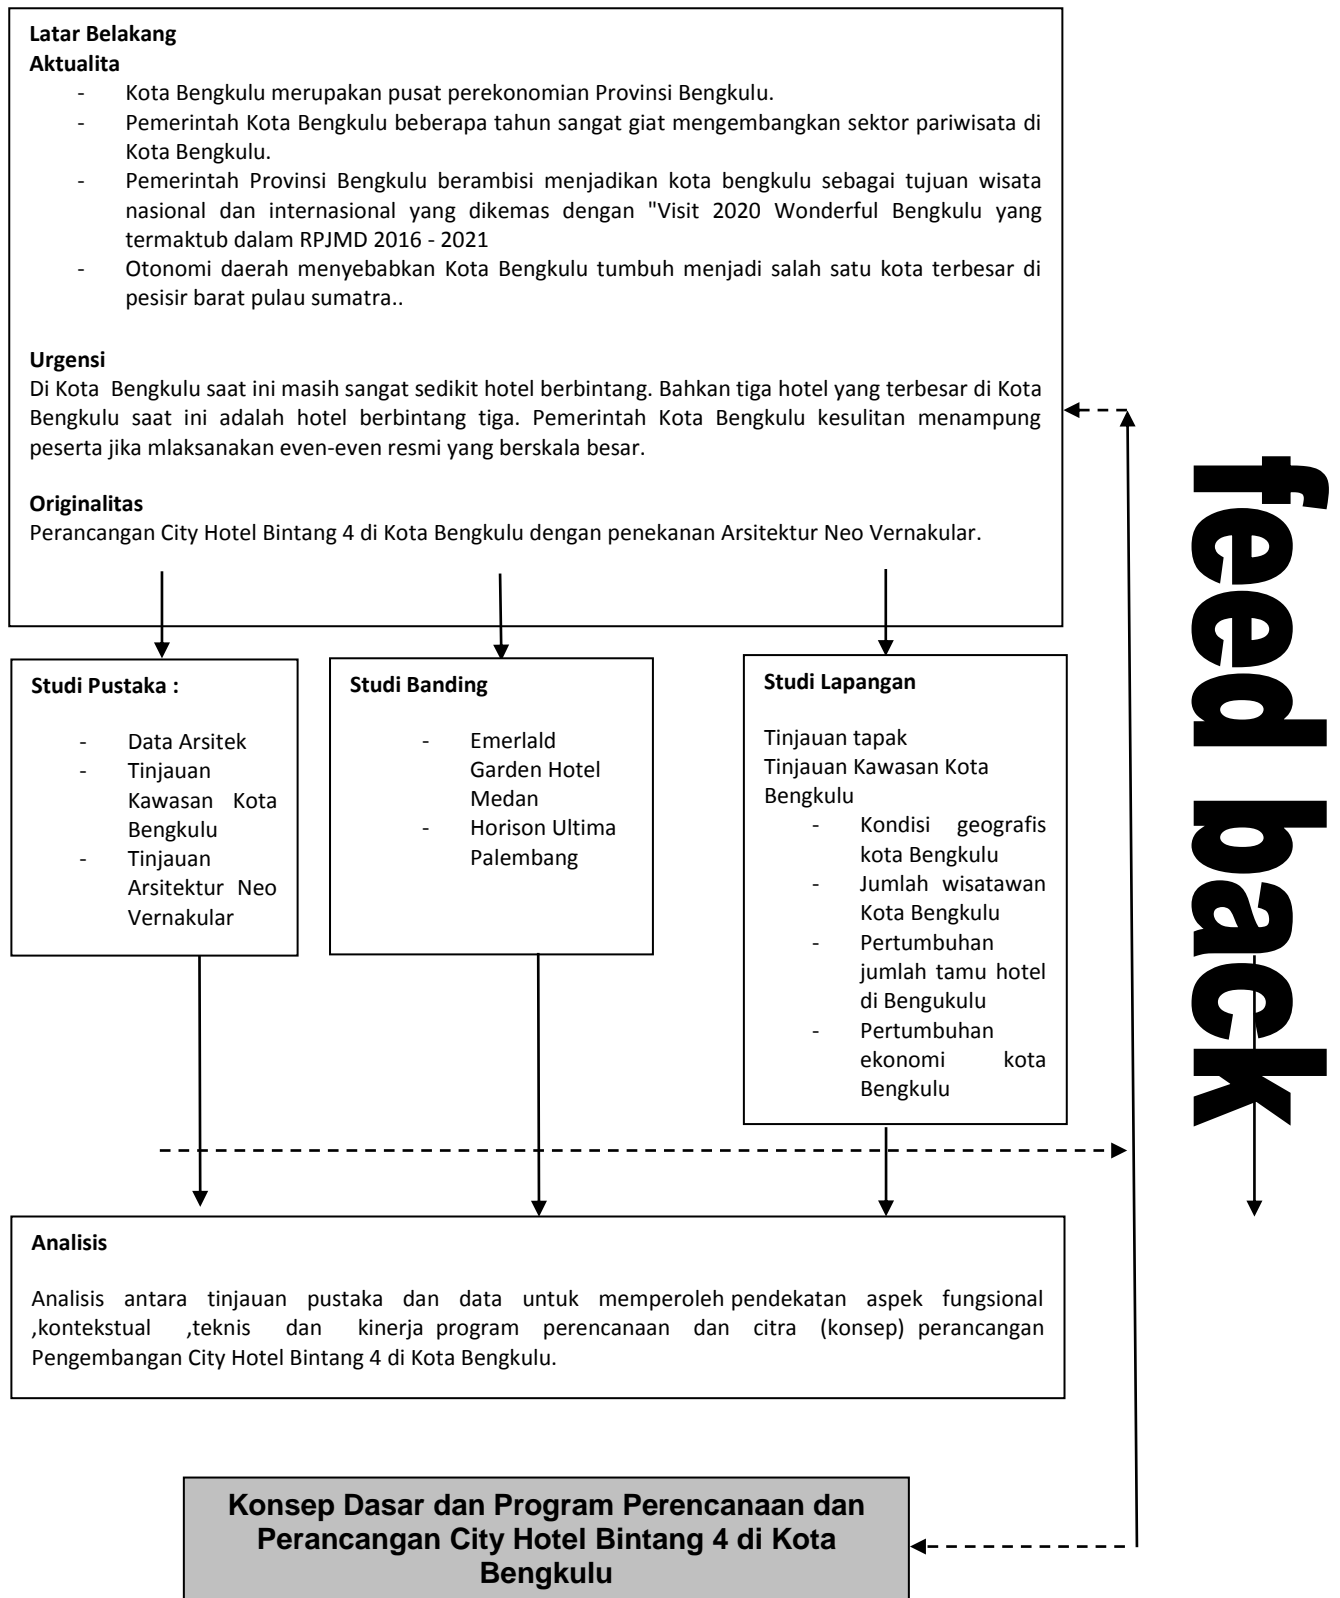 Latar Belakang
Aktualita
- Kota Bengkulu merupakan pusat perekonomian Provinsi Bengkulu.
- Pemerintah Kota Bengkulu beberapa tahun sangat giat mengembangkan sektor pariwisata di
Kota Bengkulu.
- Pemerintah Provinsi Bengkulu berambisi menjadikan kota bengkulu sebagai tujuan wisata
nasional dan internasional yang dikemas dengan "Visit 2020 Wonderful Bengkulu yang
termaktub dalam RPJMD 2016 - 2021
- Otonomi daerah menyebabkan Kota Bengkulu tumbuh menjadi salah satu kota terbesar di
pesisir barat pulau sumatra..
Urgensi
Di Kota Bengkulu saat ini masih sangat sedikit hotel berbintang. Bahkan tiga hotel yang terbesar di Kota
Bengkulu saat ini adalah hotel berbintang tiga. Pemerintah Kota Bengkulu kesulitan menampung
peserta jika mlaksanakan even-even resmi yang berskala besar.
Originalitas
Perancangan City Hotel Bintang 4 di Kota Bengkulu dengan penekanan Arsitektur Neo Vernakular.
Studi Pustaka :
- Data Arsitek
- Tinjauan
Kawasan Kota
Bengkulu
- Tinjauan
Arsitektur Neo
Vernakular
Studi Banding
- Emerlald
Garden Hotel
Medan
- Horison Ultima
Palembang
Studi Lapangan
Tinjauan tapak
Tinjauan Kawasan Kota
Bengkulu
- Kondisi geografis
kota Bengkulu
- Jumlah wisatawan
Kota Bengkulu
- Pertumbuhan
jumlah tamu hotel
di Bengukulu
- Pertumbuhan
ekonomi kota
Bengkulu
feed back
Analisis
Analisis antara tinjauan pustaka dan data untuk memperoleh pendekatan aspek fungsional
,kontekstual ,teknis dan kinerja program perencanaan dan citra (konsep) perancangan
Pengembangan City Hotel Bintang 4 di Kota Bengkulu.
Konsep Dasar dan Program Perencanaan dan
Perancangan City Hotel Bintang 4 di Kota
Bengkulu